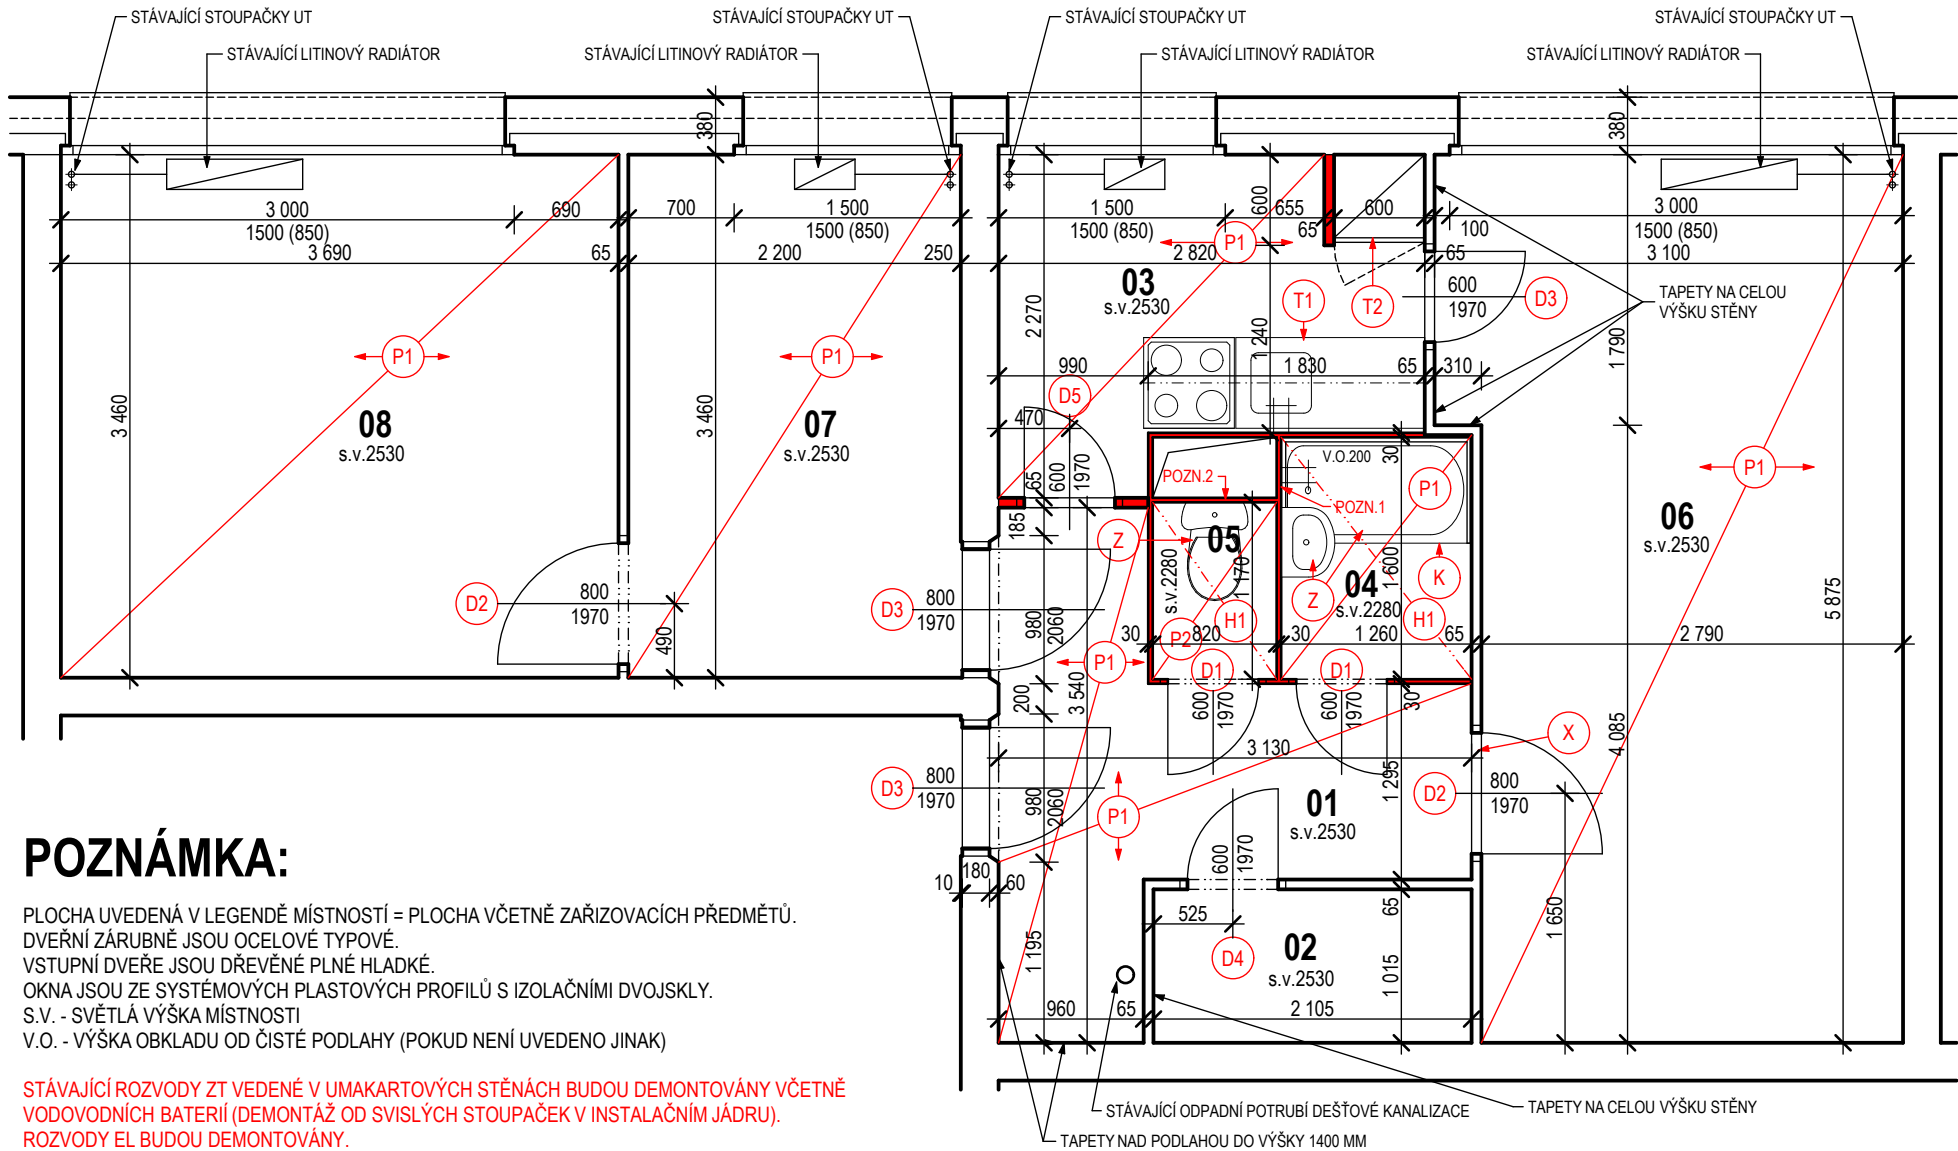 STÁVAJÍCÍ STOUPAČKY UT
STÁVAJÍCÍ STOUPAČKY UT
STÁVAJÍCÍ STOUPAČKY UT
STÁVAJÍCÍ STOUPAČKY UT
STÁVAJÍCÍ LITINOVÝ RADIÁTOR
STÁVAJÍCÍ LITINOVÝ RADIÁTOR
STÁVAJÍCÍ LITINOVÝ RADIÁTOR
STÁVAJÍCÍ LITINOVÝ RADIÁTOR
380
380
3 000
1500 (850)
690
700
1 500
1500 (850)
1 500
1500 (850)
600
655
65
600
100
3 000
1500 (850)
3 690
65
2 200
250
2 820
65
3 100
P1
03
s.v.2530
T1
T2
600
1970
D3
TAPETY NA CELOU
VÝŠKU STĚNY
2 270
1 240
1 790
P1
P1
990
1 830
65
310
D5
470
3 460
3 460
08
s.v.2530
07
s.v.2530
V.O.200
30
65
600
1970
POZN.2
POZN.1
P1
P1
06
s.v.2530
185
Z
05
s.v.2280
1 170
1 600
K
04
s.v.2280
Z
H1
H1
5 875
D2
800
1970
490
D3
800
1970
980
2060
30
P2
820
30
1 260
65
2 790
P1
D1
D1
200
3 540
600
1970
600
1970
30
X
4 085
3 130
D3
800
1970
980
2060
P1
1 295
01
s.v.2530
D2
800
1970
600
1970
10
180
60
525
65
1 650
D4
02
s.v.2530
1 195
1 015
960
65
2 105
POZNÁMKA:
PLOCHA UVEDENÁ V LEGENDĚ MÍSTNOSTÍ = PLOCHA VČETNĚ ZAŘIZOVACÍCH PŘEDMĚTŮ.
DVEŘNÍ ZÁRUBNĚ JSOU OCELOVÉ TYPOVÉ.
VSTUPNÍ DVEŘE JSOU DŘEVĚNÉ PLNÉ HLADKÉ.
OKNA JSOU ZE SYSTÉMOVÝCH PLASTOVÝCH PROFILŮ S IZOLAČNÍMI DVOJSKLY.
S.V. - SVĚTLÁ VÝŠKA MÍSTNOSTI
V.O. - VÝŠKA OBKLADU OD ČISTÉ PODLAHY (POKUD NENÍ UVEDENO JINAK)
STÁVAJÍCÍ ROZVODY ZT VEDENÉ V UMAKARTOVÝCH STĚNÁCH BUDOU DEMONTOVÁNY VČETNĚ
VODOVODNÍCH BATERIÍ (DEMONTÁŽ OD SVISLÝCH STOUPAČEK V INSTALAČNÍM JÁDRU).
ROZVODY EL BUDOU DEMONTOVÁNY.
STÁVAJÍCÍ ODPADNÍ POTRUBÍ DEŠŤOVÉ KANALIZACE
TAPETY NA CELOU VÝŠKU STĚNY
TAPETY NAD PODLAHOU DO VÝŠKY 1400 MM